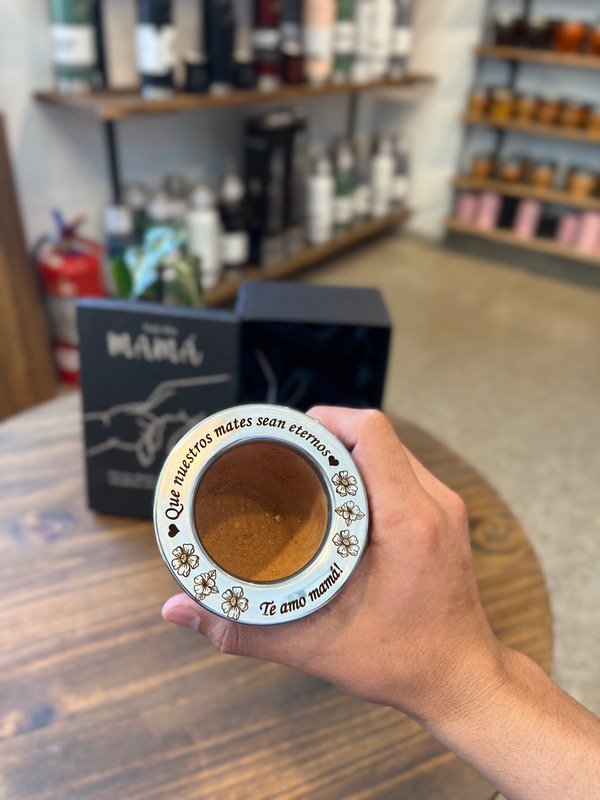 MAMÁ
Que nuestros mates sean eternos
Te amo mamá!